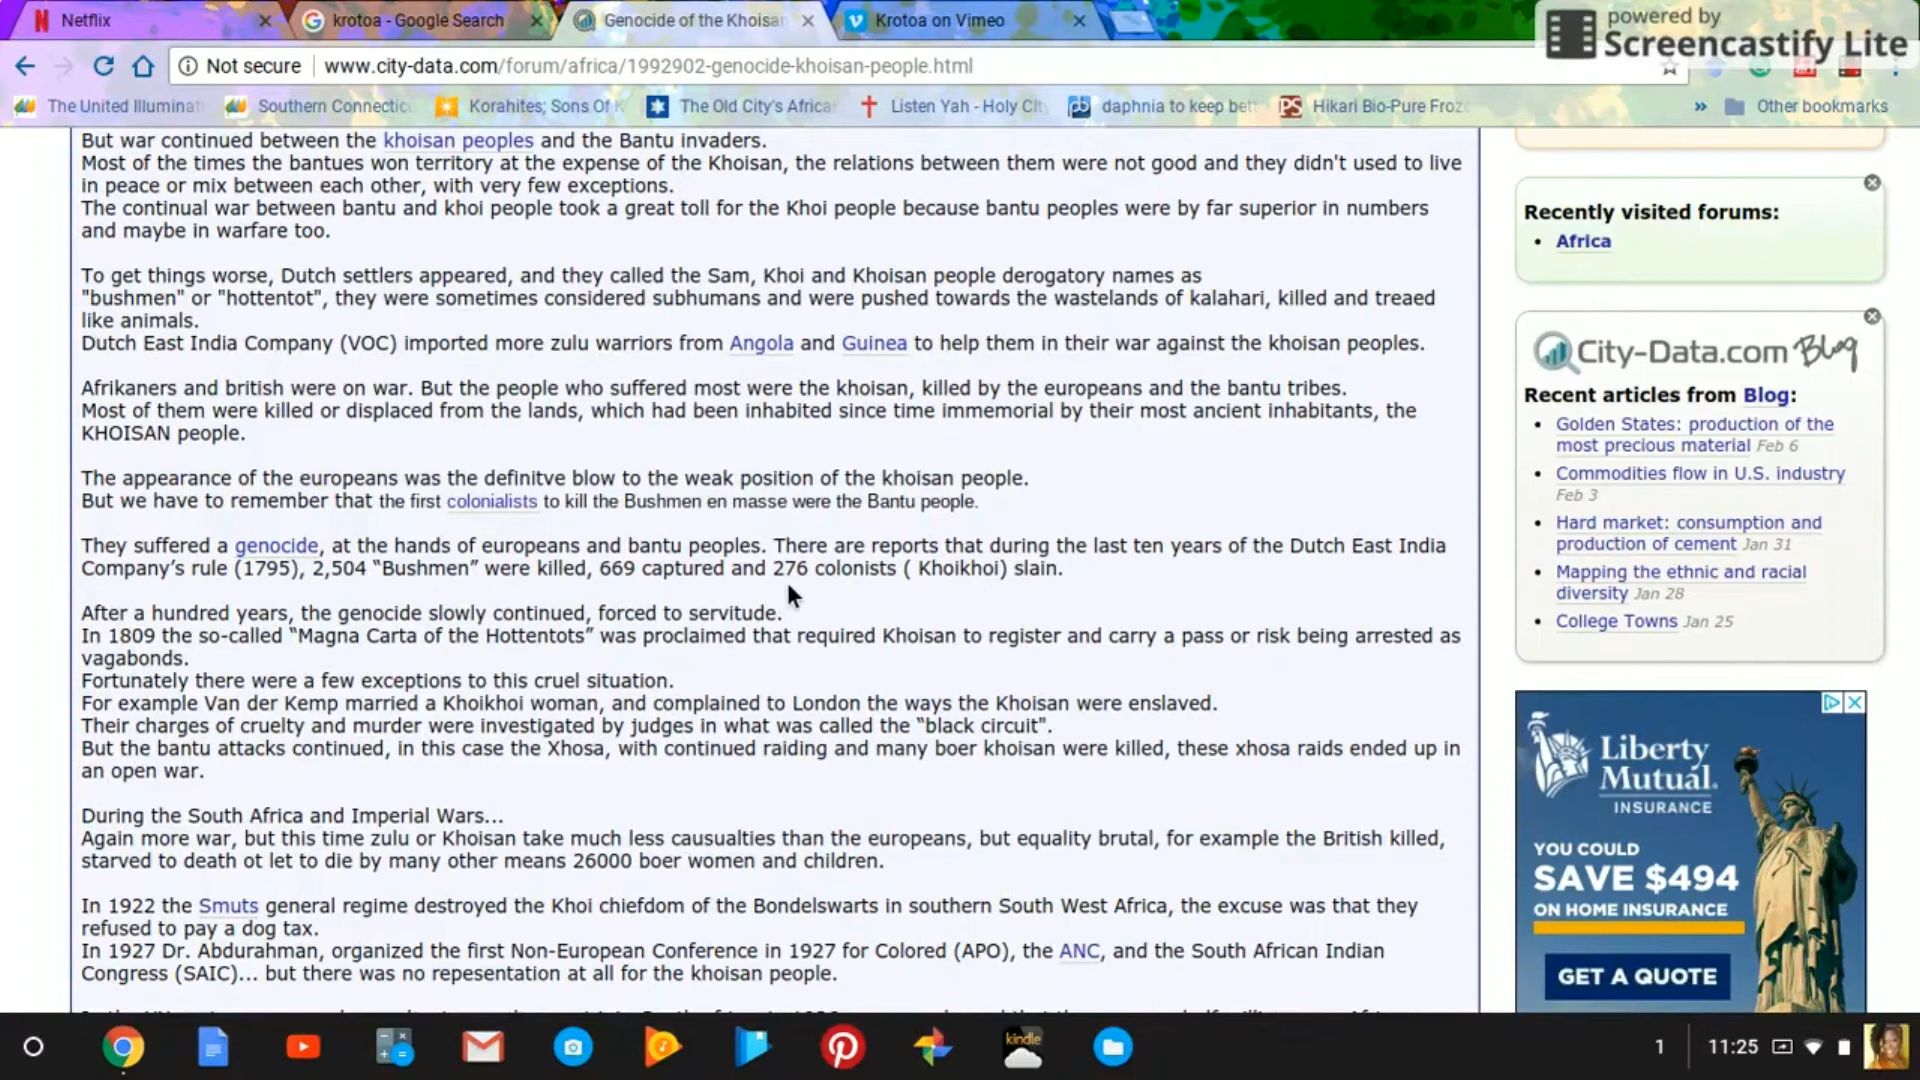 Netflix
krotoa - Google Search
Genocide of the Khoisan
Krotoa on Vimeo
powered by
Screencastify Lite
Not secure
www.city-data.com/forum/africa/1992902-genocide-khoisan-people.html
The United Illuminat
Southern Connectic
Korahites; Sons Of K
The Old City's Africa
Listen Yah - Holy City
daphnia to keep bett
Hikari Bio-Pure Froze
»
Other bookmarks
But war continued between the khoisan peoples and the Bantu invaders.
Most of the times the bantues won territory at the expense of the Khoisan, the relations between them were not good and they didn't used to live
in peace or mix between each other, with very few exceptions.
The continual war between bantu and khoi people took a great toll for the Khoi people because bantu peoples were by far superior in numbers
and maybe in warfare too.
To get things worse, Dutch settlers appeared, and they called the Sam, Khoi and Khoisan people derogatory names as
"bushmen" or "hottentot", they were sometimes considered subhumans and were pushed towards the wastelands of kalahari, killed and treaed
like animals.
Dutch East India Company (VOC) imported more zulu warriors from Angola and Guinea to help them in their war against the khoisan peoples.
Afrikaners and british were on war. But the people who suffered most were the khoisan, killed by the europeans and the bantu tribes.
Most of them were killed or displaced from the lands, which had been inhabited since time immemorial by their most ancient inhabitants, the
KHOISAN people.
The appearance of the europeans was the definitve blow to the weak position of the khoisan people.
But we have to remember that the first colonialists to kill the Bushmen en masse were the Bantu people.
They suffered a genocide, at the hands of europeans and bantu peoples. There are reports that during the last ten years of the Dutch East India
Company's rule (1795), 2,504 “Bushmen” were killed, 669 captured and 276 colonists ( Khoikhoi) slain.
After a hundred years, the genocide slowly continued, forced to servitude.
In 1809 the so-called “Magna Carta of the Hottentots” was proclaimed that required Khoisan to register and carry a pass or risk being arrested as
vagabonds.
Fortunately there were a few exceptions to this cruel situation.
For example Van der Kemp married a Khoikhoi woman, and complained to London the ways the Khoisan were enslaved.
Their charges of cruelty and murder were investigated by judges in what was called the “black circuit".
But the bantu attacks continued, in this case the Xhosa, with continued raiding and many boer khoisan were killed, these xhosa raids ended up in
an open war.
During the South Africa and Imperial Wars...
Again more war, but this time zulu or Khoisan take much less causualties than the europeans, but equality brutal, for example the British killed,
starved to death ot let to die by many other means 26000 boer women and children.
In 1922 the Smuts general regime destroyed the Khoi chiefdom of the Bondelswarts in southern South West Africa, the excuse was that they
refused to pay a dog tax.
In 1927 Dr. Abdurahman, organized the first Non-European Conference in 1927 for Colored (APO), the ANC, and the South African Indian
Congress (SAIC)... but there was no repesentation at all for the khoisan people.
Recently visited forums:
• Africa
City-Data.com Blog
Recent articles from Blog:
• Golden States: production of the
most precious material Feb 6
• Commodities flow in U.S. industry
Feb 3
• Hard market: consumption and
production of cement Jan 31
• Mapping the ethnic and racial
diversity Jan 28
• College Towns Jan 25
Liberty
Mutual.
INSURANCE
YOU COULD
SAVE $494
ON HOME INSURANCE
GET A QUOTE
kindle
1
11:25